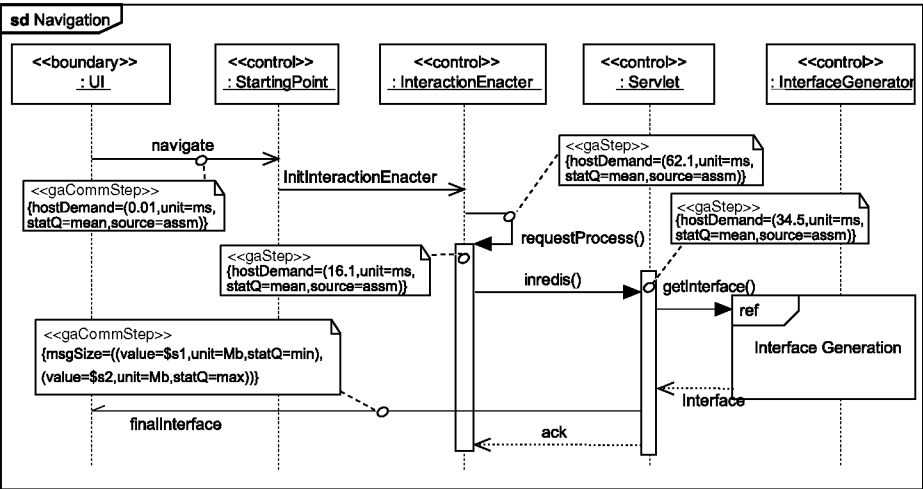 sd Navigation
<<boundary>>
: UI
<<control>>
: StartingPoint
<<control>>
: InteractionEnacter
<<control>>
: Servlet
<<control>>
: InterfaceGenerator
navigate
<<gaStep>>
{hostDemand=(62.1,unit=ms,
statQ=mean,source=assm)}
InitInteractionEnacter
<<gaCommStep>>
{hostDemand=(0.01,unit=ms,
statQ=mean,source=assm)}
<<gaStep>>
{hostDemand=(34.5,unit=ms,
statQ=mean,source=assm)}
requestProcess()
<<gaStep>>
{hostDemand=(16.1,unit=ms,
statQ=mean,source=assm)}
inredis()
getInterface()
ref
Interface Generation
<<gaCommStep>>
{msgSize=((value=$s1,unit=Mb,statQ=min),
(value=$s2,unit=Mb,statQ=max))}
Interface
finalInterface
ack